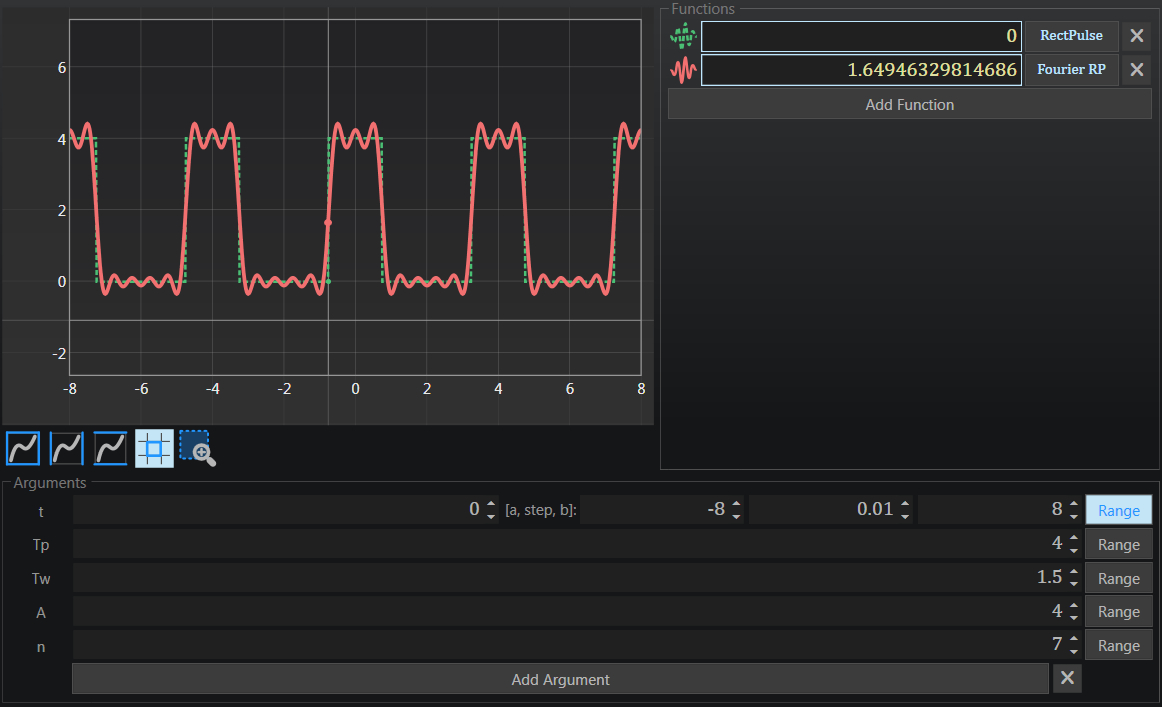 Functions
0 RectPulse
1.64946329814686 Fourier RP
Add Function
6
4
2
0
-2
-8 -6 -4 -2 0 2 4 6 8
Arguments
t 0 [a, step, b]: -8 0.01 8 Range
Tp 4 Range
Tw 1.5 Range
A 4 Range
n 7 Range
Add Argument